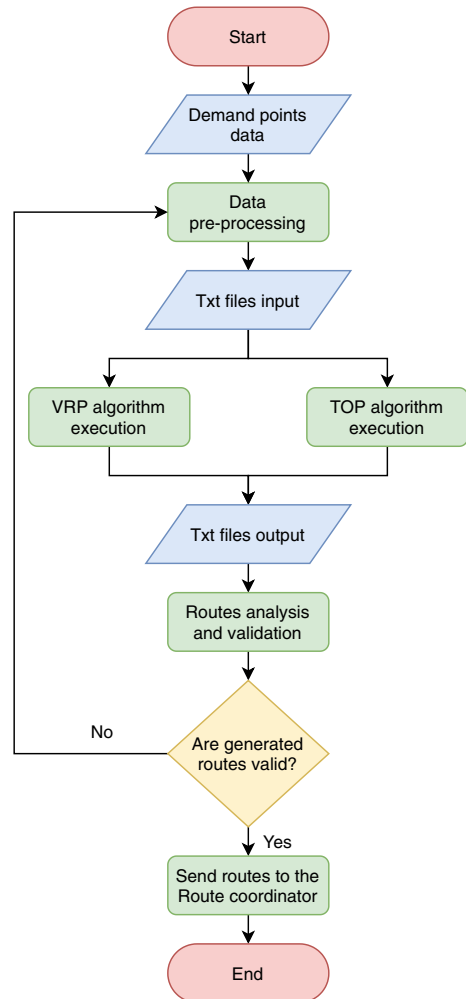 Start
Demand points
data
Data
pre-processing
Txt files input
VRP algorithm
execution
TOP algorithm
execution
Txt files output
Routes analysis
and validation
No
Are generated
routes valid?
Yes
Send routes to the
Route coordinator
End